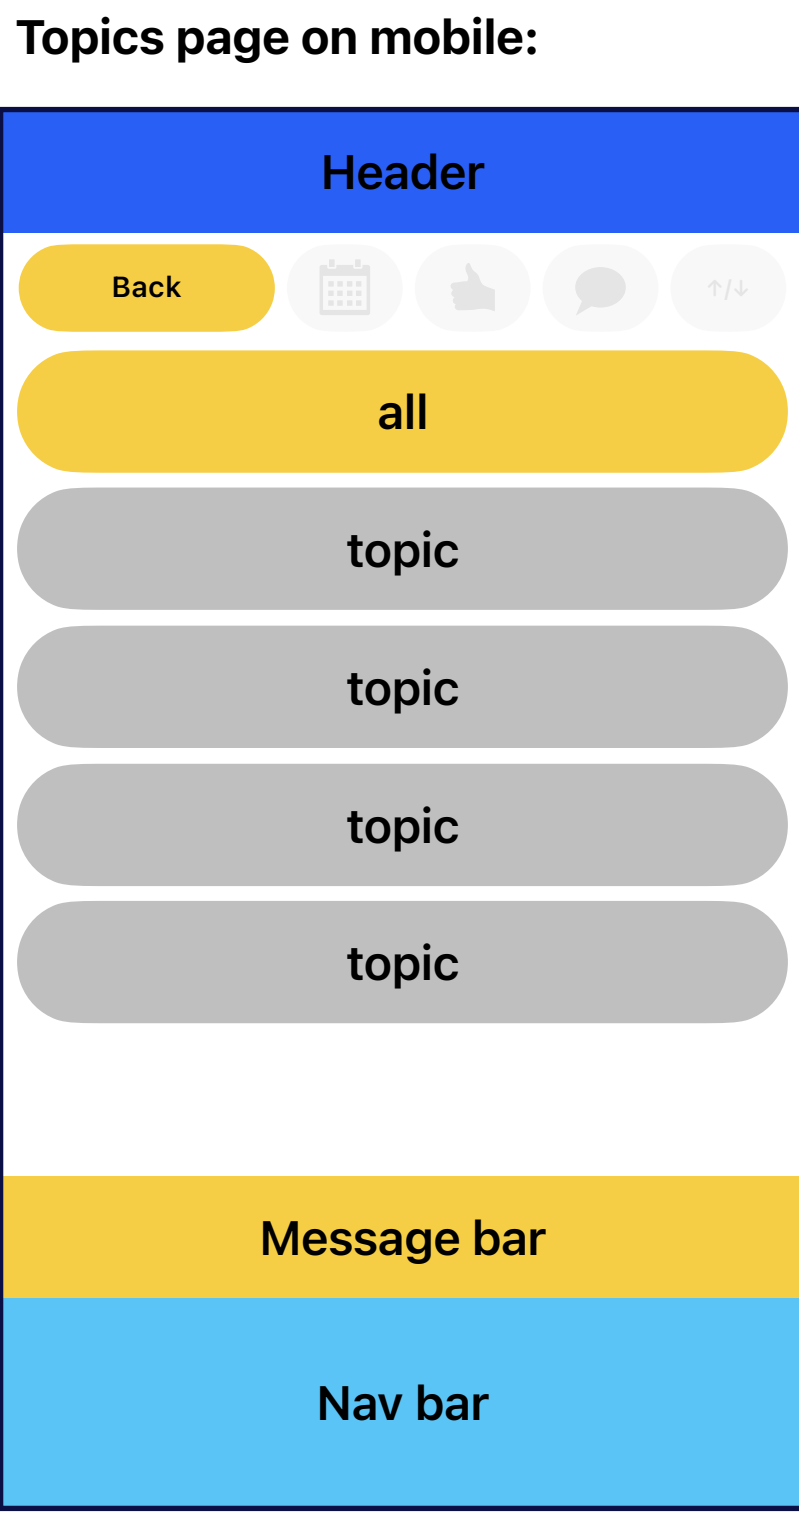 Topics page on mobile:
Header
Back
↑/↓
all
topic
topic
topic
topic
Message bar
Nav bar